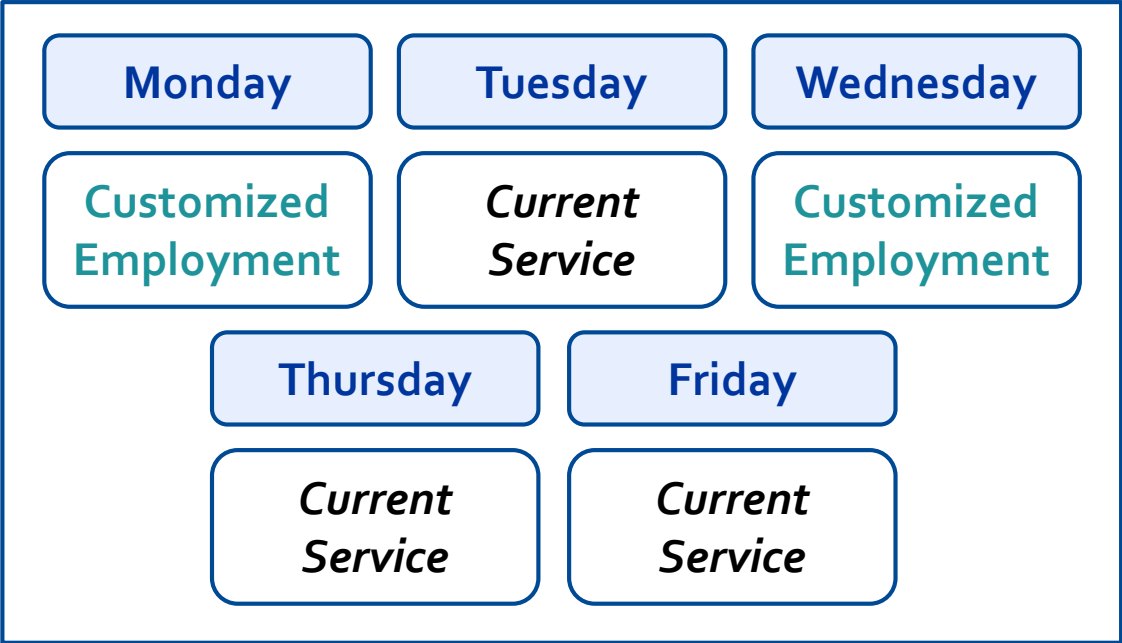 Monday
Tuesday
Wednesday
Customized
Employment
Current
Service
Customized
Employment
Thursday
Friday
Current
Service
Current
Service